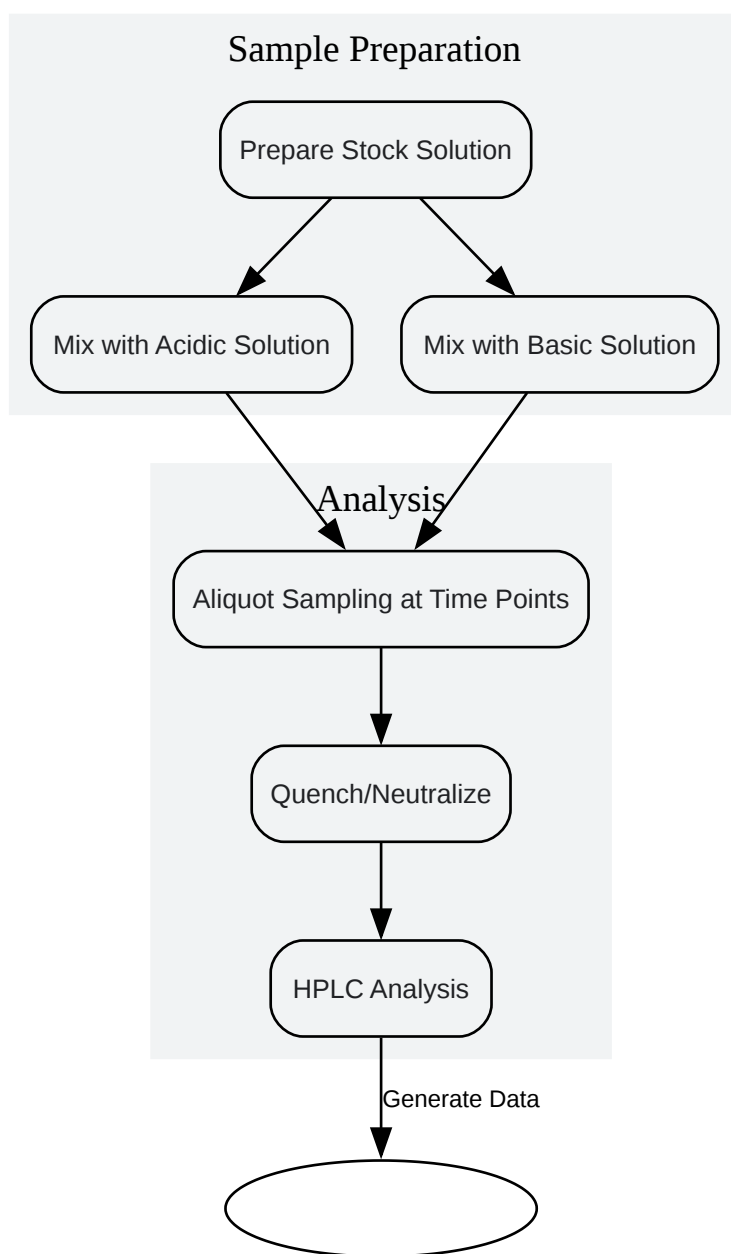 Sample Preparation
Prepare Stock Solution
Mix with Acidic Solution
Mix with Basic Solution
Analysis
Aliquot Sampling at Time Points
Quench/Neutralize
HPLC Analysis
Generate Data